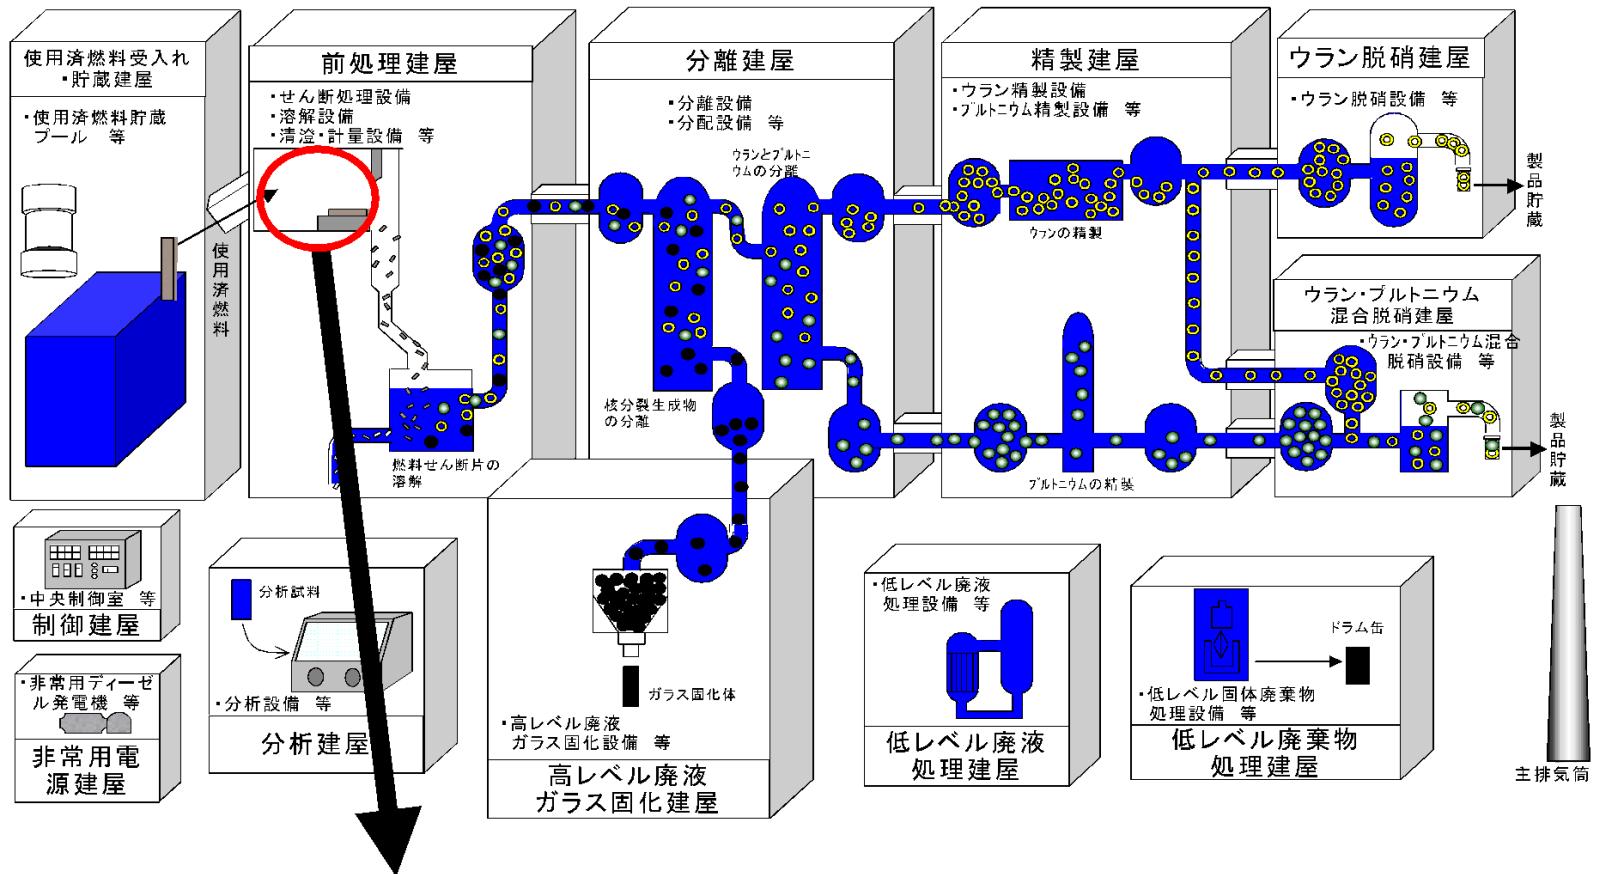 使用済燃料受入れ
・貯蔵建屋
・使用済燃料貯蔵
プール 等
使用済燃料
前処理建屋
・せん断処理設備
・溶解設備
・清澄・計量設備 等
燃料せん断片の
溶解
分離建屋
・分離設備
・分配設備 等
ウランとプルトニ
ウムの分離
核分裂生成物
の分離
精製建屋
・ウラン精製設備
・プルトニウム精製設備 等
ウランの精製
プルトニウムの精製
ウラン脱硝建屋
・ウラン脱硝設備 等
製品貯蔵
ウラン・プルトニウム
混合脱硝建屋
・ウラン・プルトニウム混合
脱硝設備 等
製品貯蔵
・中央制御室 等
制御建屋
・非常用ディーゼ
ル発電機 等
非常用電
源建屋
分析試料
・分析設備 等
分析建屋
ガラス固化体
・高レベル廃液
ガラス固化設備 等
高レベル廃液
ガラス固化建屋
・低レベル廃液
処理設備 等
低レベル廃液
処理建屋
ドラム缶
・低レベル固体廃棄物
処理設備 等
低レベル廃棄物
処理建屋
主排気筒